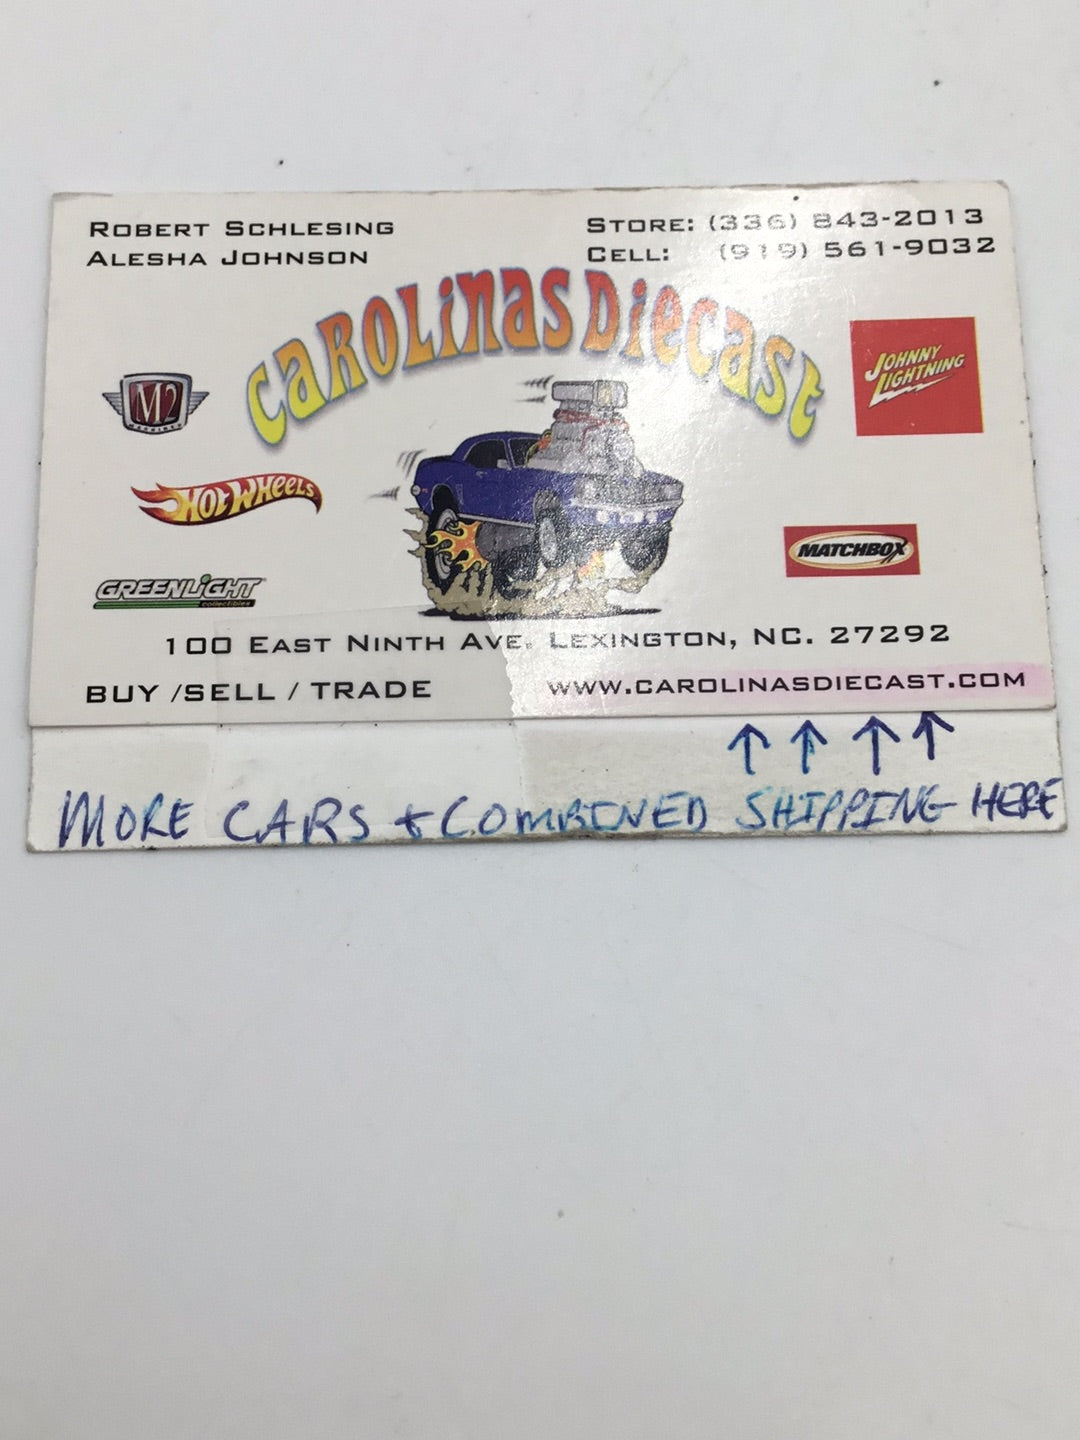 ROBERT SCHLESING
ALESHA JOHNSON
STORE: (336) 843-2013
CELL: (919) 561-9032
CAROLINAS DIECAST
M2
MACHINES
JOHNNY
LIGHTNING
HOT WHEELS
MATCHBOX
GREENLIGHT
collectibles
100 EAST NINTH AVE. LEXINGTON, NC. 27292
BUY /SELL / TRADE
WWW.CAROLINASDIECAST.COM
↑ ↑ ↑ ↑
MORE CARS + COMBINED SHIPPING HERE